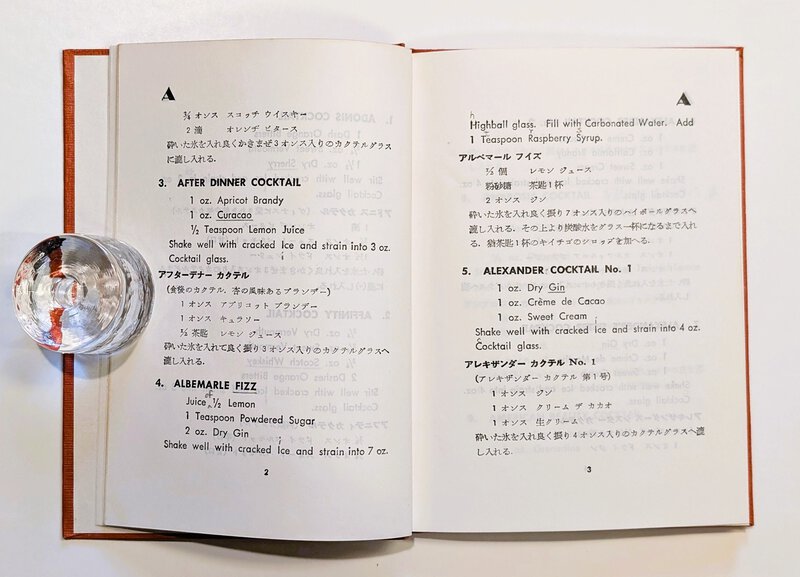 A
¾ オンス スコッチ ウイスキー
2 滴 オレンヂ ビタース
砕いた氷を入れ良くかきまぜ3オンス入りのカクテルグラス
に漉し入れる.
3. AFTER DINNER COCKTAIL
1 oz. Apricot Brandy
1 oz. Curacao
½ Teaspoon Lemon Juice
Shake well with cracked Ice and strain into 3 oz.
Cocktail glass.
アフターデナー カクテル
(食後のカクテル、杏の風味あるブランデー)
1 オンス アプリコット ブランデー
1 オンス キュラソー
½ 茶匙 レモン ジュース
砕いた氷を入れて良く振り3オンス入りのカクテルグラスへ
漉し入れる.
4. ALBEMARLE FIZZ
Juice of ½ Lemon
1 Teaspoon Powdered Sugar
2 oz. Dry Gin
Shake well with cracked Ice and strain into 7 oz.
2
A
Highball glass. Fill with Carbonated Water. Add
1 Teaspoon Raspberry Syrup.
アルベマール フイズ
½ 個 レモン ジュース
粉砂糖 茶匙1杯
2 オンス ジン
砕いた氷を入れ良く振り7オンス入りのハイボールグラスへ
漉し入れる. その上より炭酸水をグラス一杯になるまで入れ
る. 猶茶匙1杯のキイチゴのシロップを加へる.
5. ALEXANDER COCKTAIL No. 1
1 oz. Dry Gin
1 oz. Crème de Cacao
1 oz. Sweet Cream
Shake well with cracked Ice and strain into 4 oz.
Cocktail glass.
アレキザンダー カクテル No. 1
(アレキザンダー カクテル 第1号)
1 オンス ジン
1 オンス クリーム デ カカオ
1 オンス 生クリーム
砕いた氷を入れ良く振り4オンス入りのカクテルグラスへ漉
し入れる.
3